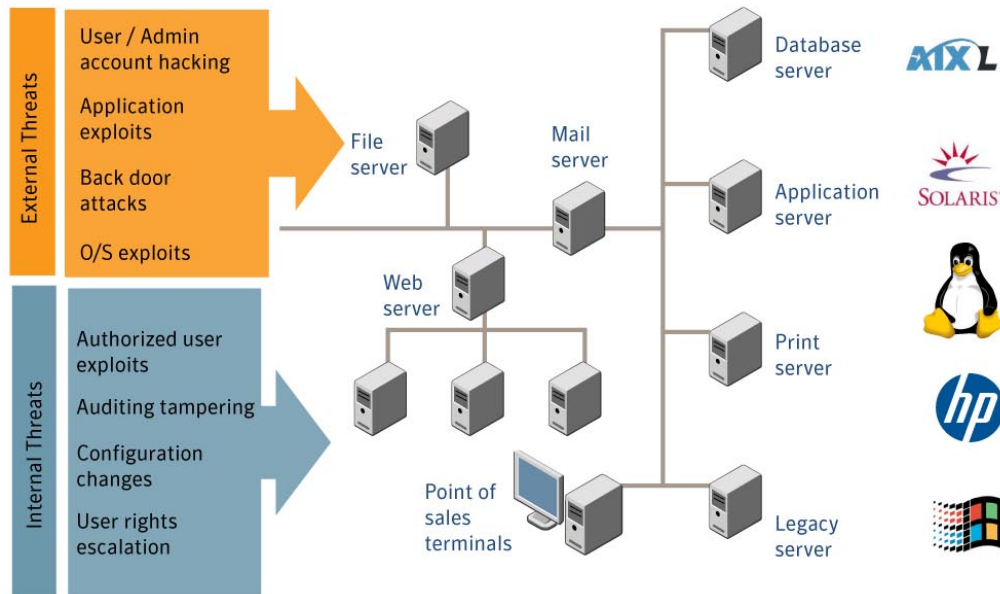 External Threats
User / Admin
account hacking
Application
exploits
Back door
attacks
O/S exploits
Internal Threats
Authorized user
exploits
Auditing tampering
Configuration
changes
User rights
escalation
File
server
Mail
server
Web
server
Point of
sales
terminals
Database
server
Application
server
Print
server
Legacy
server
AIX L
SOLARIS
hp